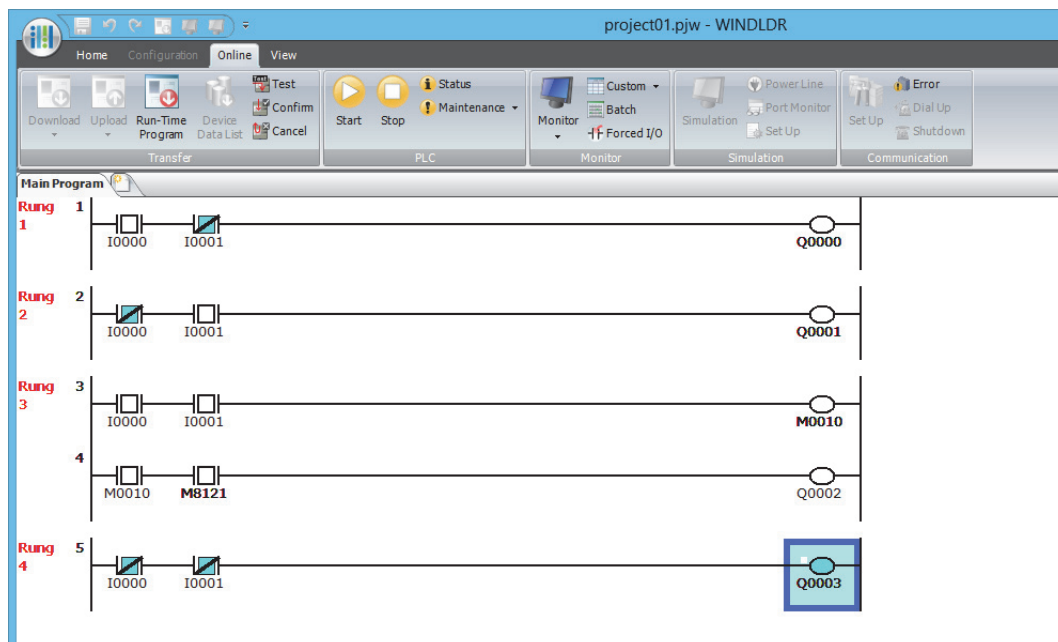 project01.pjw - WINDLDR
Home Configuration Online View
Download Upload Run-Time Program Device Data List Test Confirm Cancel
Transfer
Start Stop Status Maintenance
PLC
Monitor Custom Batch Forced I/O
Monitor
Simulation Power Line Port Monitor Set Up
Simulation
Set Up Error Dial Up Shutdown
Communication
Main Program
Rung 1 1
I0000 I0001 Q0000
Rung 2 2
I0000 I0001 Q0001
Rung 3 3
I0000 I0001 M0010
4
M0010 M8121 Q0002
Rung 4 5
I0000 I0001 Q0003